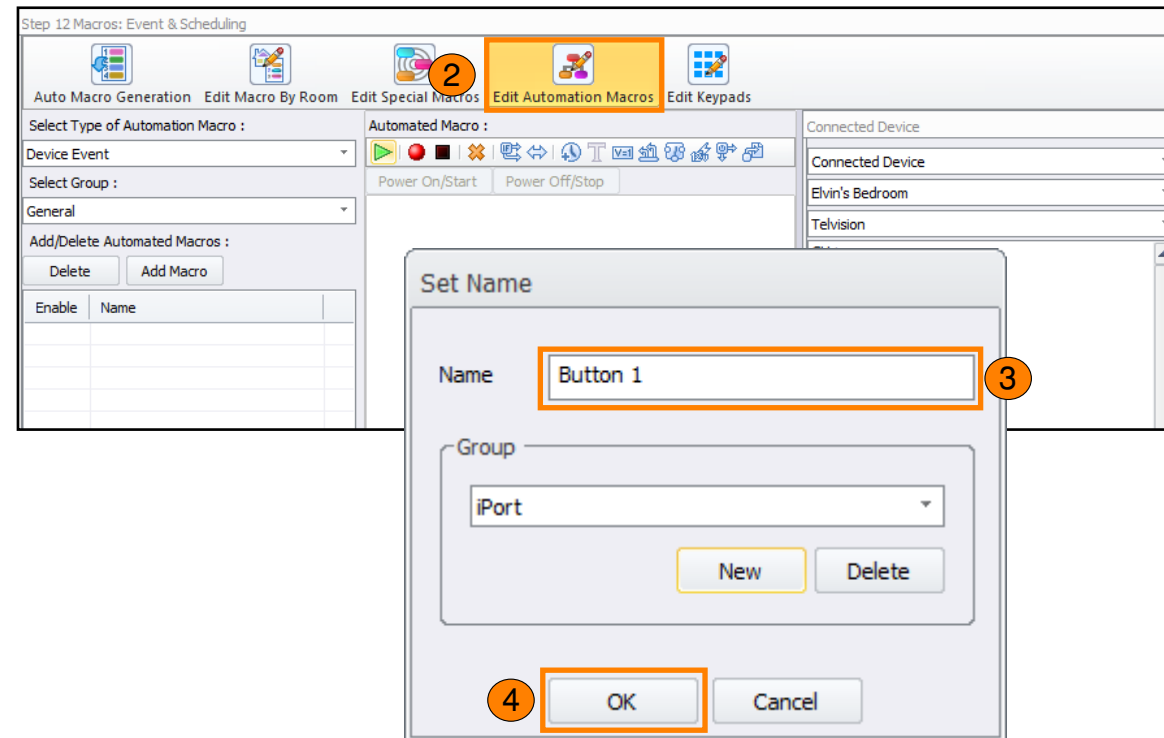 Step 12 Macros: Event & Scheduling
2
Auto Macro Generation Edit Macro By Room Edit Special Macros Edit Automation Macros Edit Keypads
Select Type of Automation Macro :
Device Event
Select Group :
General
Add/Delete Automated Macros :
Delete Add Macro
Enable Name
Automated Macro :
Power On/Start Power Off/Stop
Connected Device
Connected Device
Elvin's Bedroom
Telvision
Set Name
Name Button 1 3
Group
iPort
New Delete
4 OK Cancel